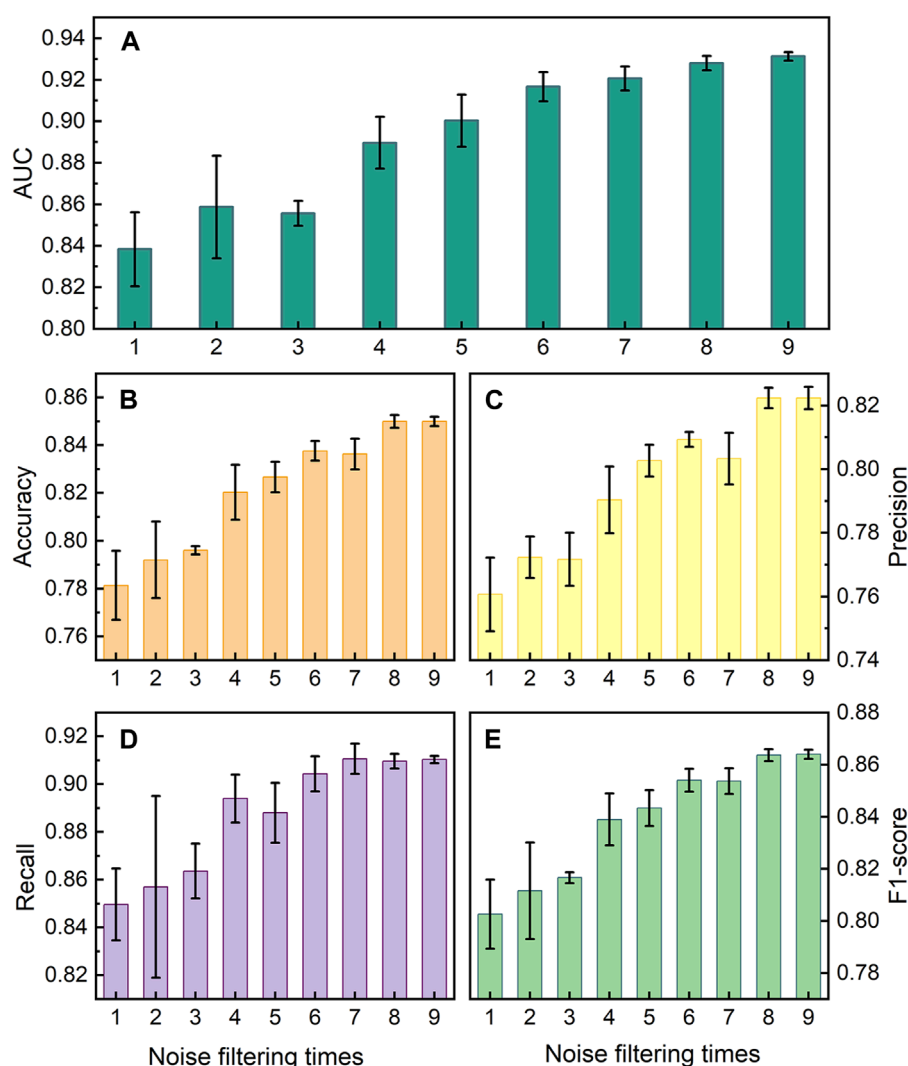 A
0.94
0.92
0.90
0.88
0.86
0.84
0.82
0.80
AUC
1 2 3 4 5 6 7 8 9
B
0.86
0.84
0.82
0.80
0.78
0.76
Accuracy
1 2 3 4 5 6 7 8 9
C
0.82
0.80
0.78
0.76
0.74
Precision
1 2 3 4 5 6 7 8 9
D
0.92
0.90
0.88
0.86
0.84
0.82
Recall
1 2 3 4 5 6 7 8 9
Noise filtering times
E
0.88
0.86
0.84
0.82
0.80
0.78
F1-score
1 2 3 4 5 6 7 8 9
Noise filtering times